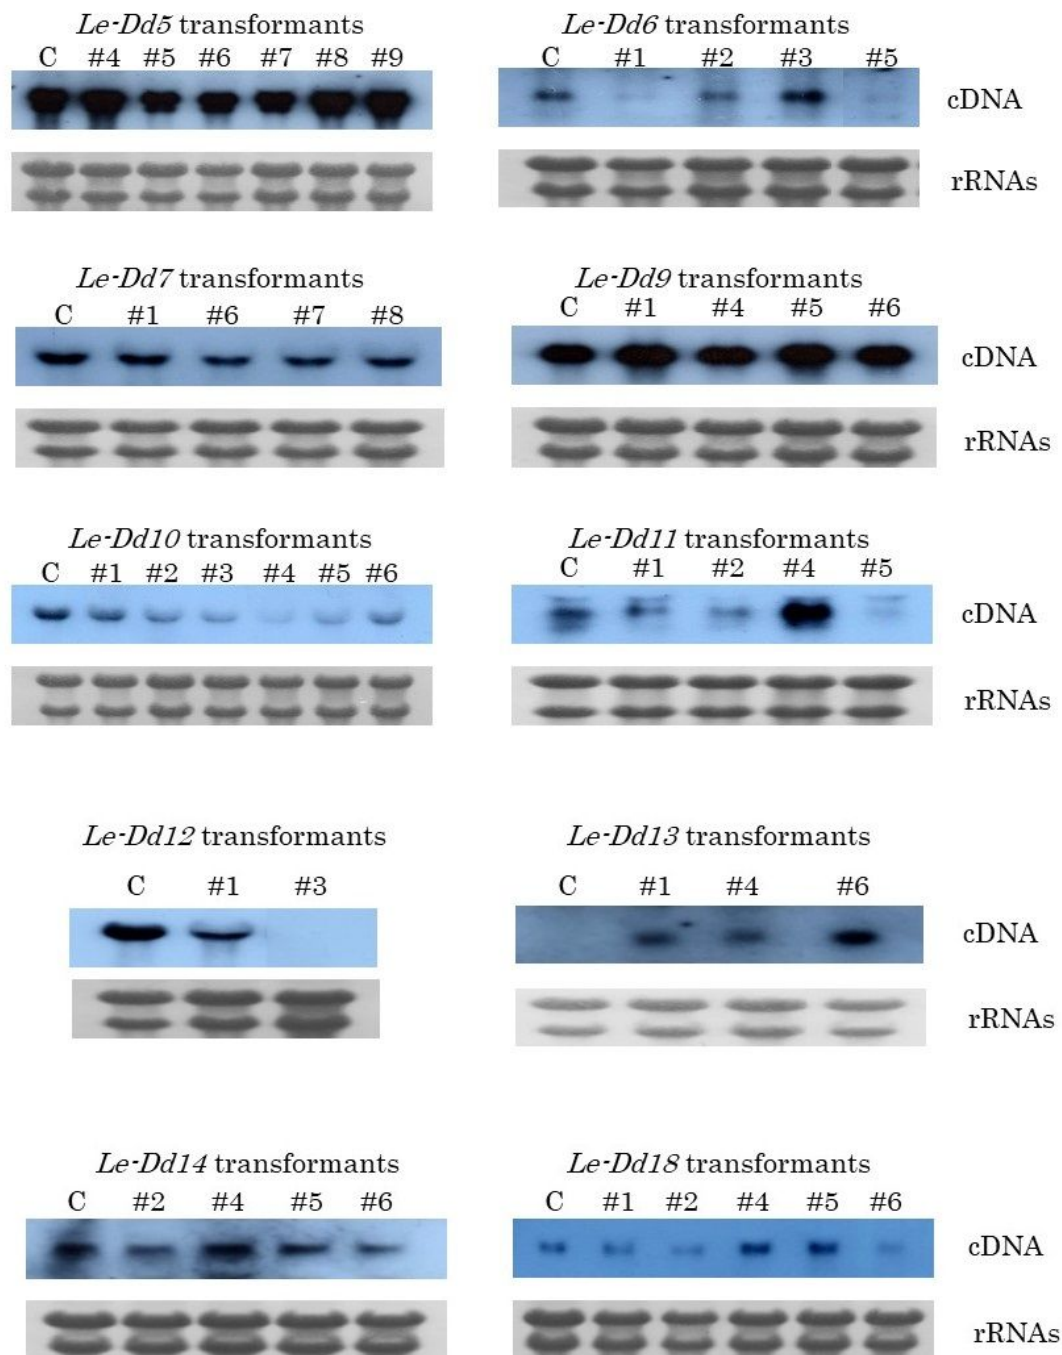 Le-Dd5 transformants
C #4 #5 #6 #7 #8 #9
Le-Dd6 transformants
C #1 #2 #3 #5
cDNA
rRNAs
Le-Dd7 transformants
C #1 #6 #7 #8
Le-Dd9 transformants
C #1 #4 #5 #6
cDNA
rRNAs
Le-Dd10 transformants
C #1 #2 #3 #4 #5 #6
Le-Dd11 transformants
C #1 #2 #4 #5
cDNA
rRNAs
Le-Dd12 transformants
C #1 #3
Le-Dd13 transformants
C #1 #4 #6
cDNA
rRNAs
Le-Dd14 transformants
C #2 #4 #5 #6
Le-Dd18 transformants
C #1 #2 #4 #5 #6
cDNA
rRNAs